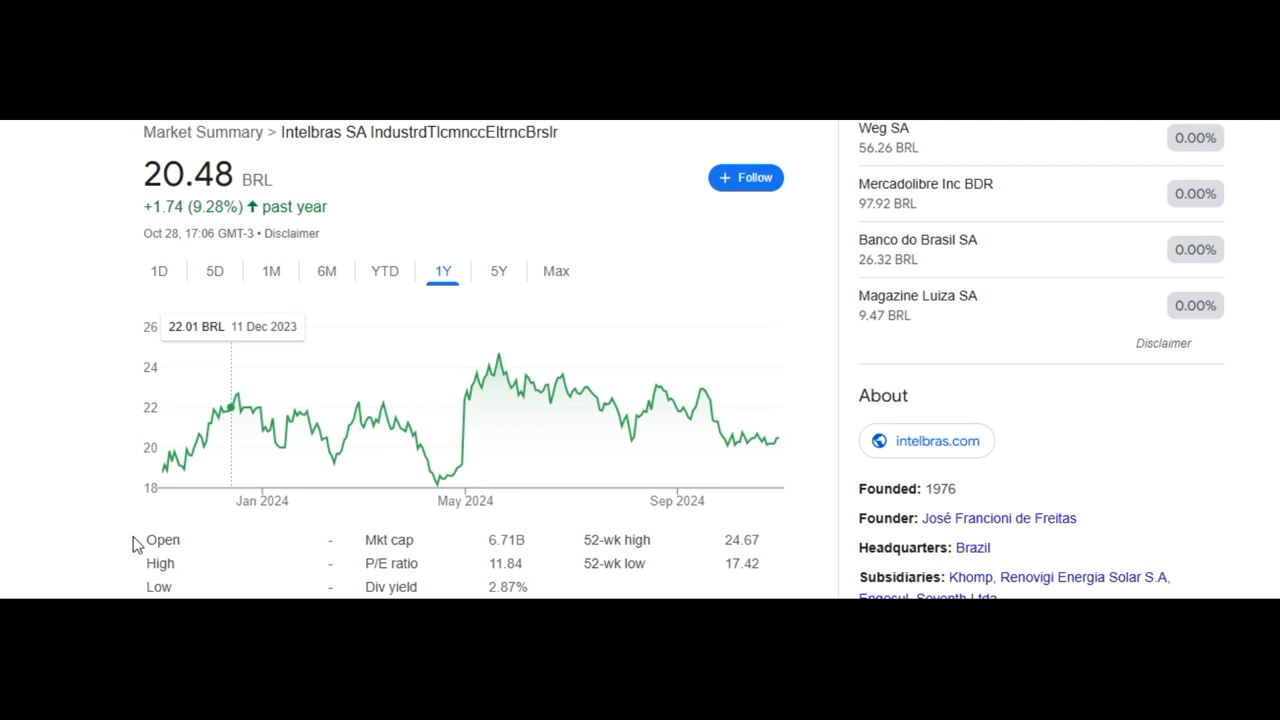 Market Summary > Intelbras SA IndustrdTlcmnccEltrncBrslr
20.48 BRL
+ Follow
+1.74 (9.28%) ↑ past year
Oct 28, 17:06 GMT-3 • Disclaimer
1D 5D 1M 6M YTD 1Y 5Y Max
26
22.01 BRL 11 Dec 2023
24
22
20
18
Jan 2024 May 2024 Sep 2024
Open - Mkt cap 6.71B 52-wk high 24.67
High - P/E ratio 11.84 52-wk low 17.42
Low - Div yield 2.87%
Weg SA
56.26 BRL
0.00%
Mercadolibre Inc BDR
97.92 BRL
0.00%
Banco do Brasil SA
26.32 BRL
0.00%
Magazine Luiza SA
9.47 BRL
0.00%
Disclaimer
About
intelbras.com
Founded: 1976
Founder: José Francioni de Freitas
Headquarters: Brazil
Subsidiaries: Khomp, Renovigi Energia Solar S.A,
Seventh Ltda